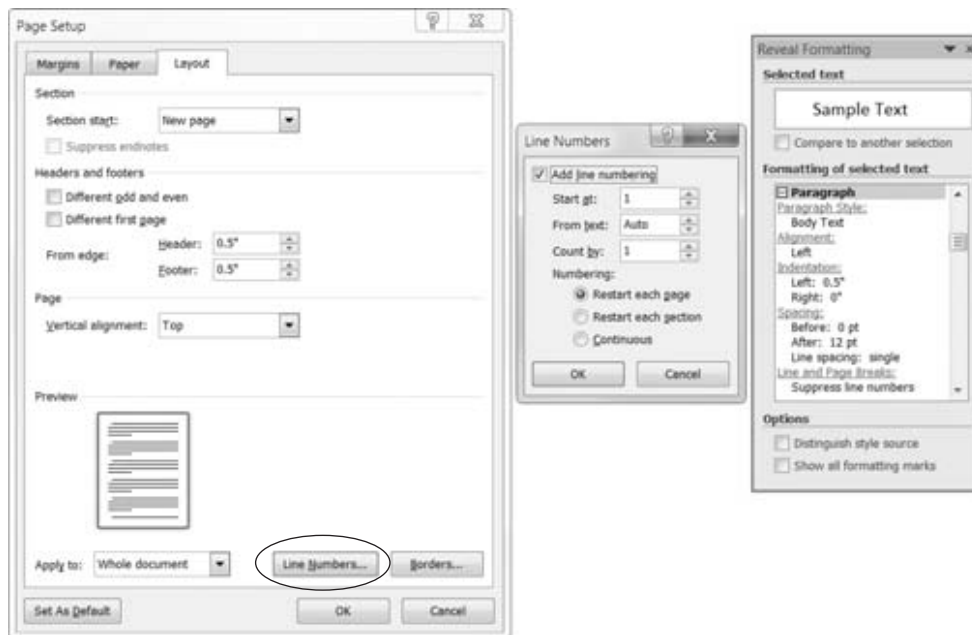 Page Setup
Margins Paper Layout
Section
Section start: New page
Suppress endnotes
Headers and footers
Different odd and even
Different first page
From edge:
Header: 0.5"
Footer: 0.5"
Page
Vertical alignment: Top
Preview
Apply to: Whole document Line Numbers... Borders...
Set As Default OK Cancel
Line Numbers
Add line numbering
Start at: 1
From text: Auto
Count by: 1
Numbering:
Restart each page
Restart each section
Continuous
OK Cancel
Reveal Formatting
Selected text
Sample Text
Compare to another selection
Formatting of selected text
Paragraph
Paragraph Style:
Body Text
Alignment:
Left
Indentation:
Left: 0.5"
Right: 0"
Spacing:
Before: 0 pt
After: 12 pt
Line spacing: single
Line and Page Breaks:
Suppress line numbers
Options
Distinguish style source
Show all formatting marks